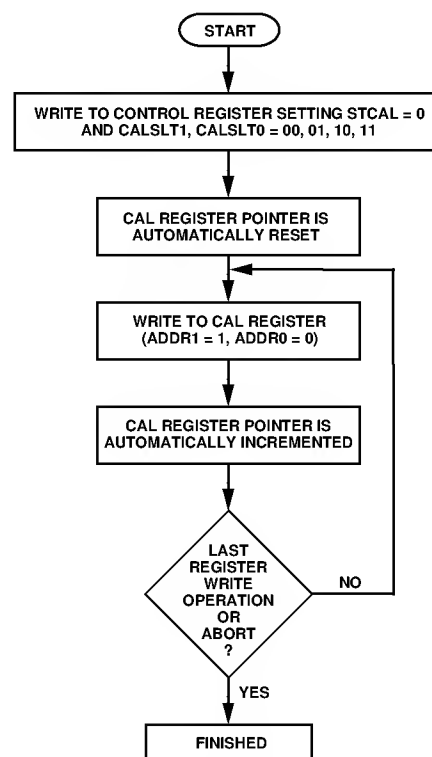 START
WRITE TO CONTROL REGISTER SETTING STCAL = 0
AND CALSLT1, CALSLT0 = 00, 01, 10, 11
CAL REGISTER POINTER IS
AUTOMATICALLY RESET
WRITE TO CAL REGISTER
(ADDR1 = 1, ADDR0 = 0)
CAL REGISTER POINTER IS
AUTOMATICALLY INCREMENTED
LAST
REGISTER
WRITE
OPERATION
OR
ABORT
?
NO
YES
FINISHED